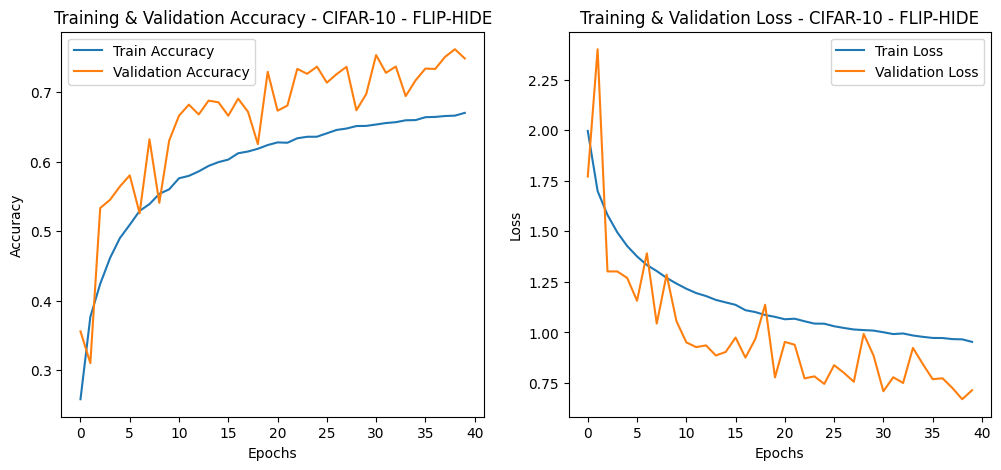 Training & Validation Accuracy - CIFAR-10 - FLIP-HIDE
Train Accuracy
Validation Accuracy
0.7
0.6
0.5
0.4
0.3
Accuracy
0 5 10 15 20 25 30 35 40
Epochs
Training & Validation Loss - CIFAR-10 - FLIP-HIDE
Train Loss
Validation Loss
2.25
2.00
1.75
1.50
1.25
1.00
0.75
Loss
0 5 10 15 20 25 30 35 40
Epochs